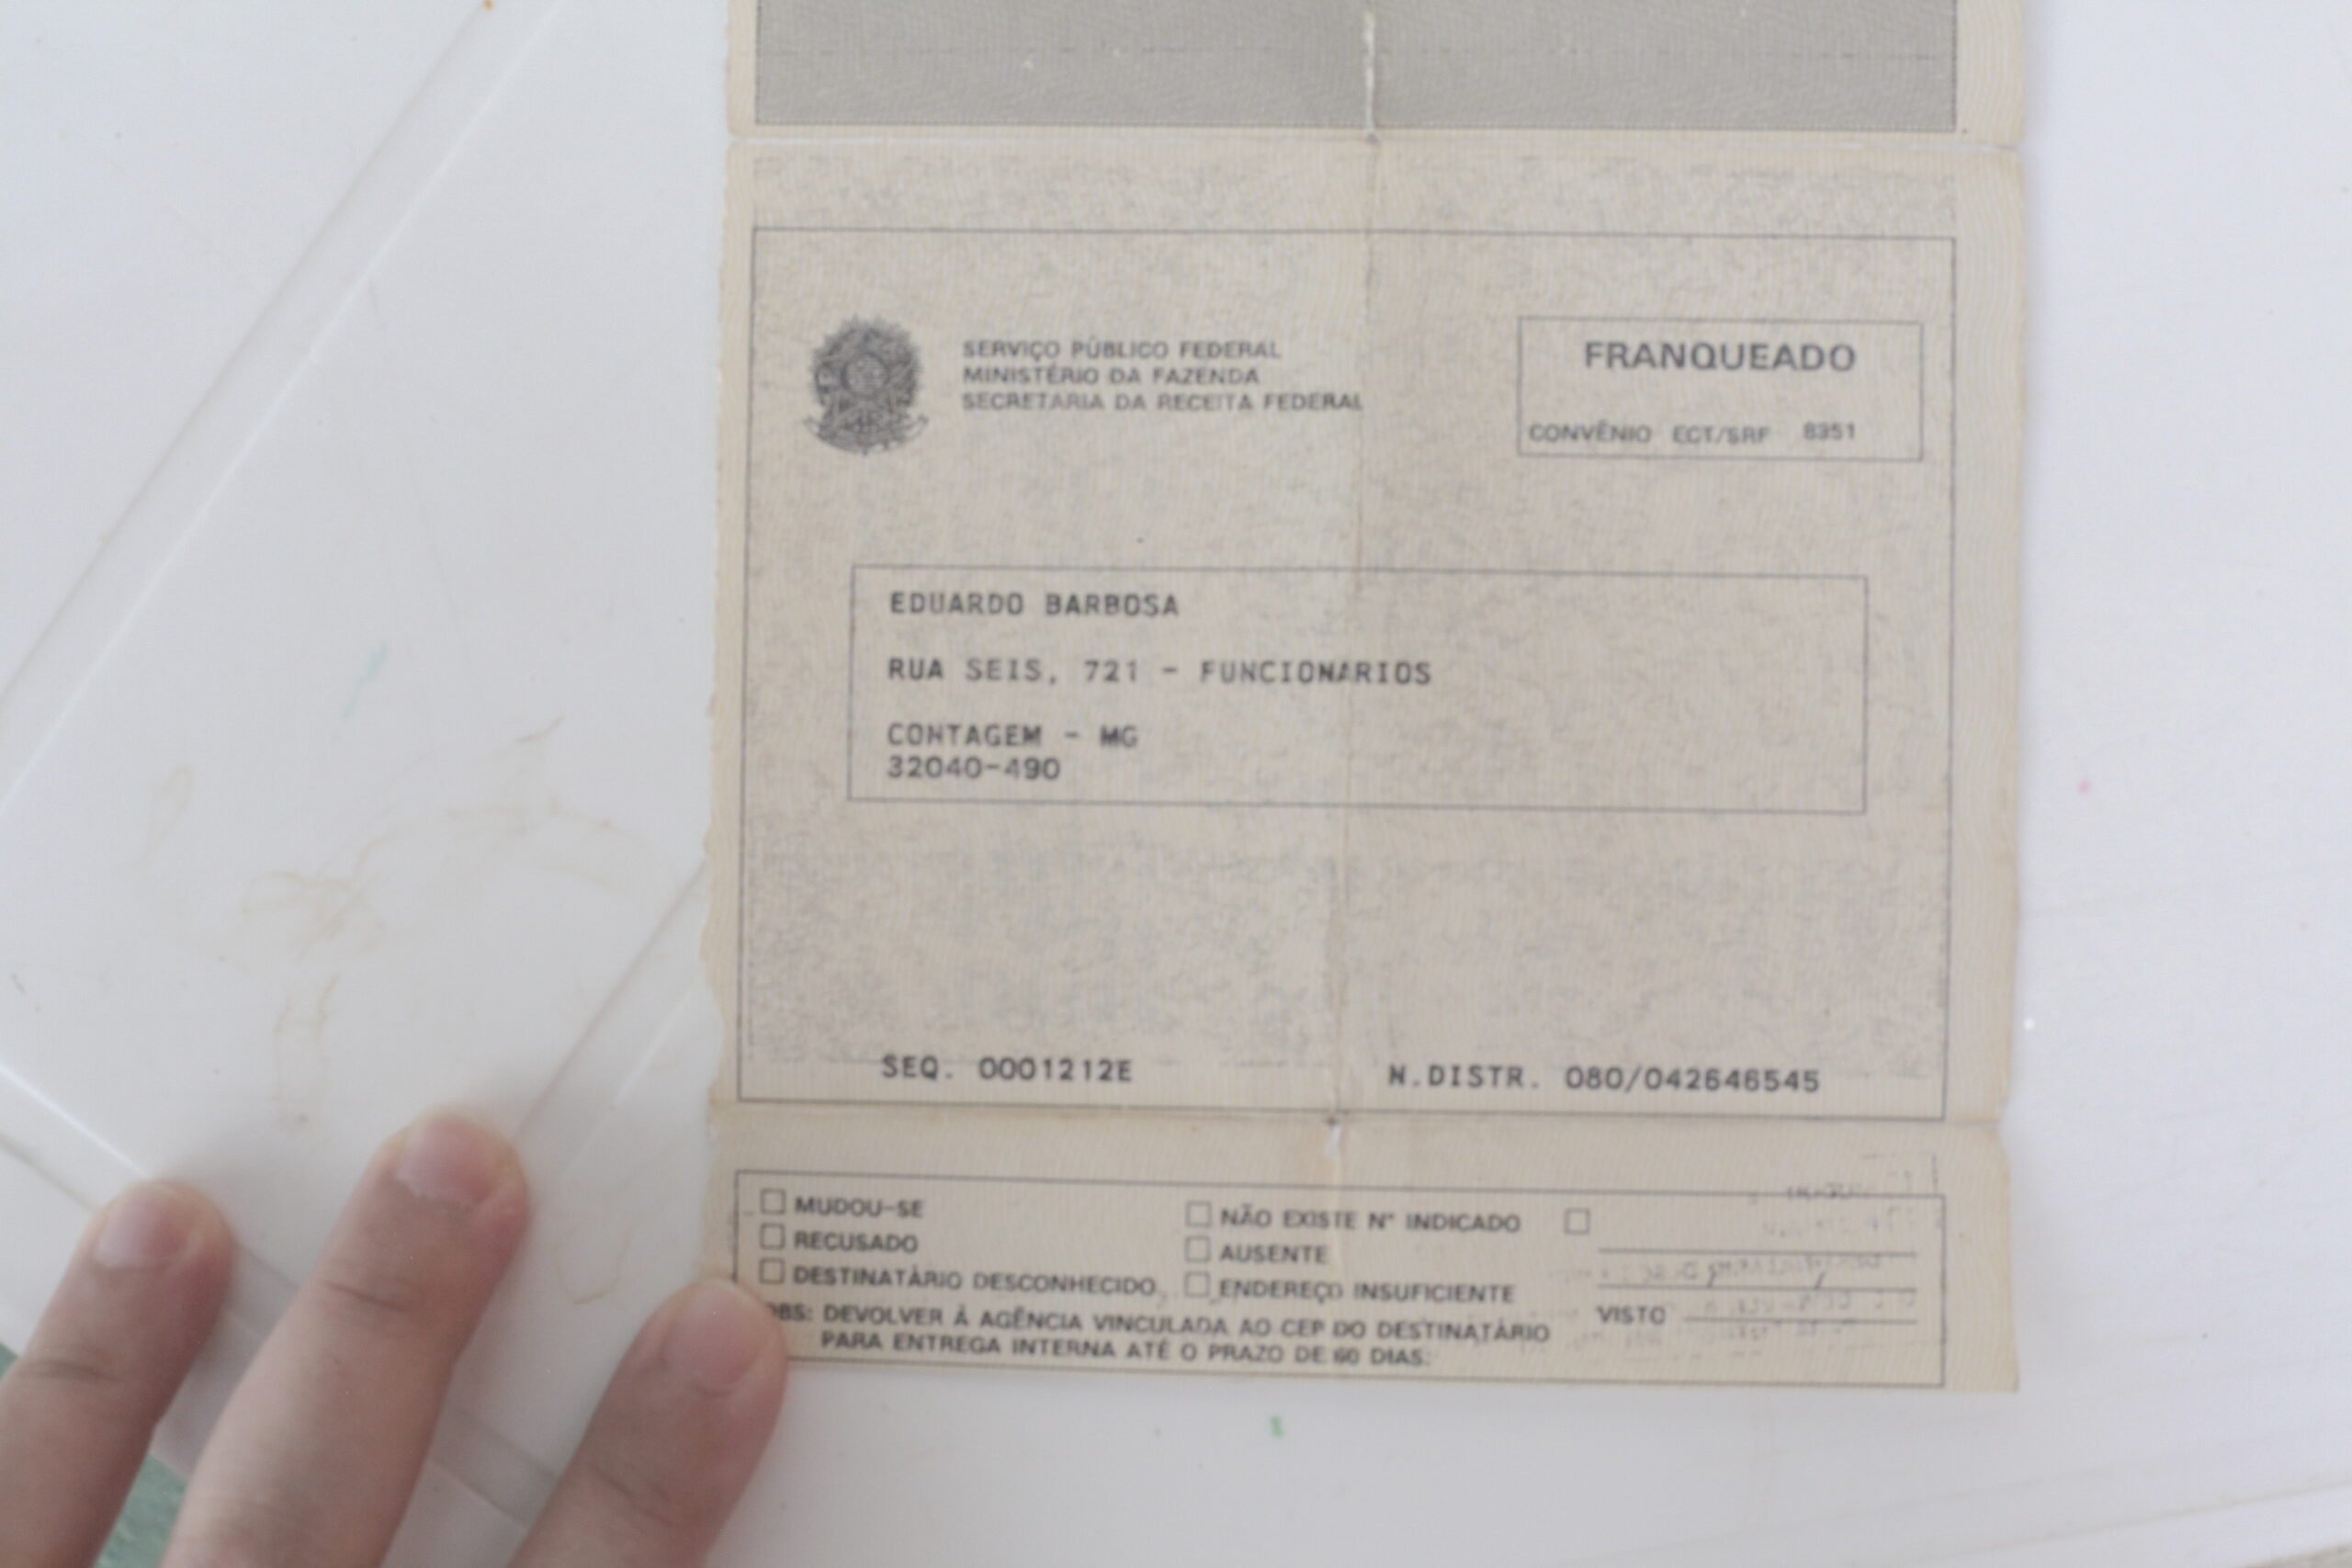 SERVIÇO PÚBLICO FEDERAL
MINISTÉRIO DA FAZENDA
SECRETARIA DA RECEITA FEDERAL
FRANQUEADO
CONVÊNIO ECT/SRF 8351
EDUARDO BARBOSA
RUA SEIS, 721 - FUNCIONARIOS
CONTAGEM - MG
32040-490
SEQ. 0001212E
N.DISTR. 080/042646545
MUDOU-SE
RECUSADO
DESTINATÁRIO DESCONHECIDO
NÃO EXISTE Nº INDICADO
AUSENTE
ENDEREÇO INSUFICIENTE
VISTO
OBS: DEVOLVER À AGÊNCIA VINCULADA AO CEP DO DESTINATÁRIO
PARA ENTREGA INTERNA ATÉ O PRAZO DE 60 DIAS.